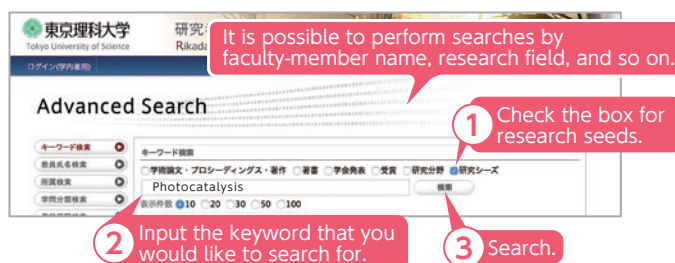 東京理科大学
Tokyo University of Science
研究
Rikada
ログイン(学内者用)
It is possible to perform searches by
faculty-member name, research field, and so on.
Advanced Search
1 Check the box for
research seeds.
キーワード検索
教員氏名検索
所属検索
学問分類検索
キーワード検索
学術論文・プロシーディングス・著作 著書 学会発表 受賞 研究分野 研究シーズ
Photocatalysis
検索
表示件数 10 20 30 50 100
2 Input the keyword that you
would like to search for.
3 Search.